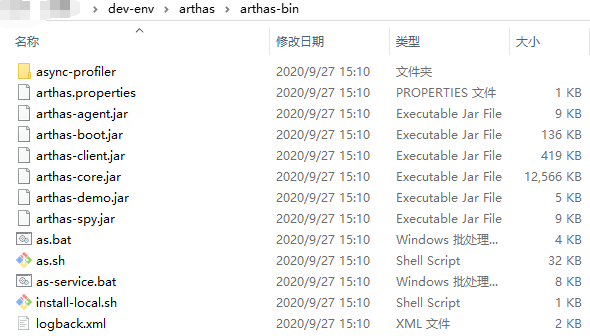 dev-env > arthas > arthas-bin
名称 修改日期 类型 大小
async-profiler 2020/9/27 15:10 文件夹
arthas.properties 2020/9/27 15:10 PROPERTIES 文件 1 KB
arthas-agent.jar 2020/9/27 15:10 Executable Jar File 9 KB
arthas-boot.jar 2020/9/27 15:10 Executable Jar File 136 KB
arthas-client.jar 2020/9/27 15:10 Executable Jar File 419 KB
arthas-core.jar 2020/9/27 15:10 Executable Jar File 12,566 KB
arthas-demo.jar 2020/9/27 15:10 Executable Jar File 5 KB
arthas-spy.jar 2020/9/27 15:10 Executable Jar File 9 KB
as.bat 2020/9/27 15:10 Windows 批处理... 4 KB
as.sh 2020/9/27 15:10 Shell Script 32 KB
as-service.bat 2020/9/27 15:10 Windows 批处理... 8 KB
install-local.sh 2020/9/27 15:10 Shell Script 1 KB
logback.xml 2020/9/27 15:10 XML 文件 2 KB